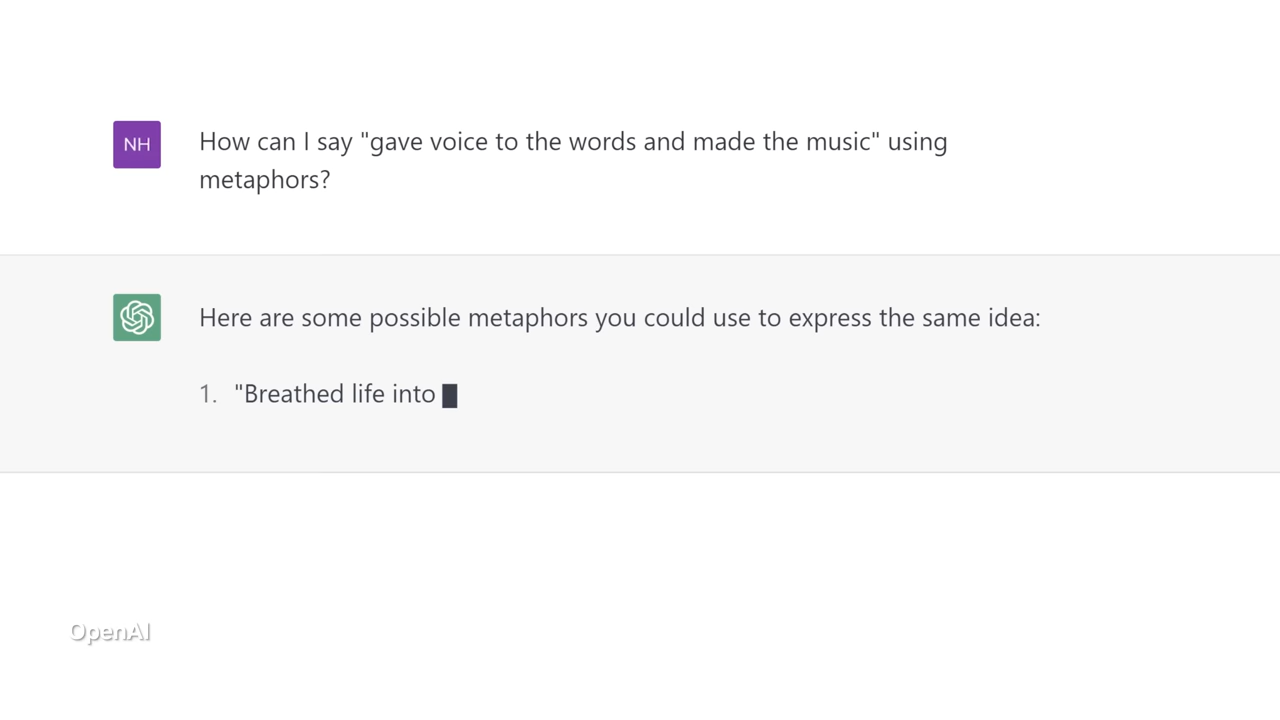 NH
How can I say "gave voice to the words and made the music" using
metaphors?
Here are some possible metaphors you could use to express the same idea:
1. "Breathed life into
OpenAI